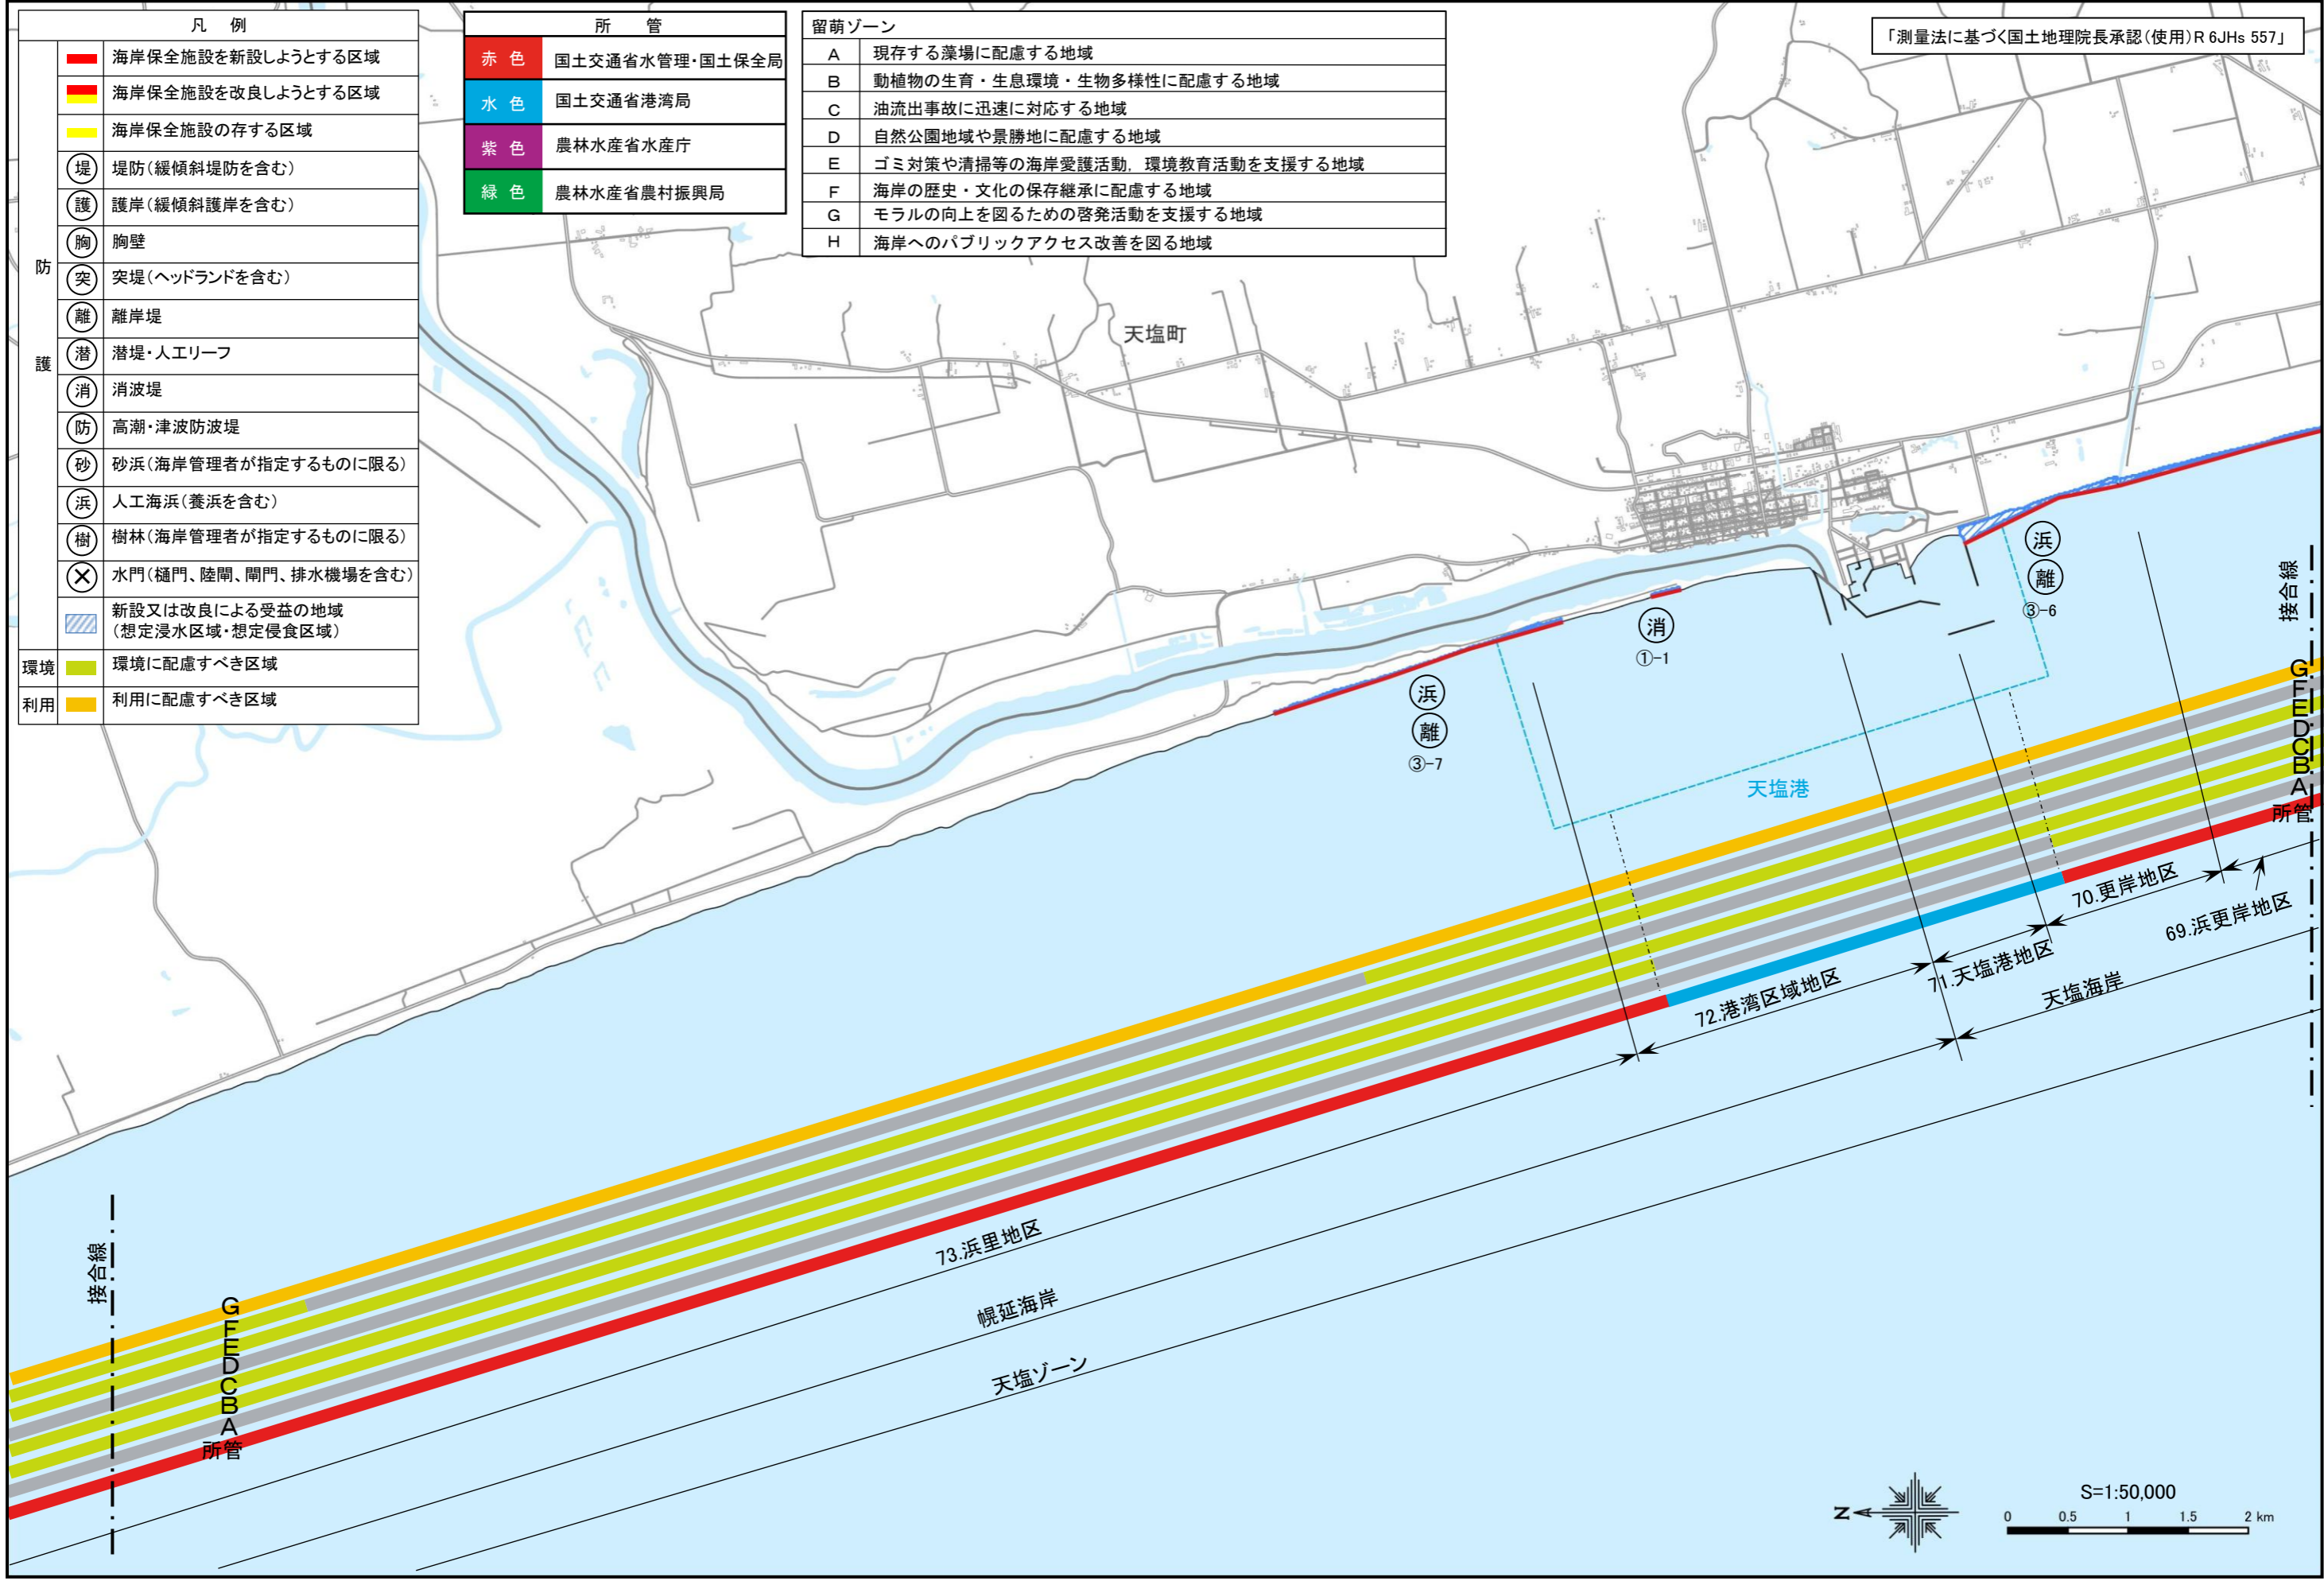 凡 例
防護
海岸保全施設を新設しようとする区域
海岸保全施設を改良しようとする区域
海岸保全施設の存する区域
堤 堤防(緩傾斜堤防を含む)
護 護岸(緩傾斜護岸を含む)
胸 胸壁
突 突堤(ヘッドランドを含む)
離 離岸堤
潜 潜堤・人工リーフ
消 消波堤
防 高潮・津波防波堤
砂 砂浜(海岸管理者が指定するものに限る)
浜 人工海浜(養浜を含む)
樹 樹林(海岸管理者が指定するものに限る)
水門(樋門、陸閘、閘門、排水機場を含む)
新設又は改良による受益の地域
(想定浸水区域・想定侵食区域)
環境 環境に配慮すべき区域
利用 利用に配慮すべき区域
所 管
赤 色 国土交通省水管理・国土保全局
水 色 国土交通省港湾局
紫 色 農林水産省水産庁
緑 色 農林水産省農村振興局
留萌ゾーン
A 現存する藻場に配慮する地域
B 動植物の生育・生息環境・生物多様性に配慮する地域
C 油流出事故に迅速に対応する地域
D 自然公園地域や景勝地に配慮する地域
E ゴミ対策や清掃等の海岸愛護活動，環境教育活動を支援する地域
F 海岸の歴史・文化の保存継承に配慮する地域
G モラルの向上を図るための啓発活動を支援する地域
H 海岸へのパブリックアクセス改善を図る地域
「測量法に基づく国土地理院長承認(使用)R 6JHs 557」
天塩町
浜
離
③-6
消
①-1
浜
離
③-7
天塩港
接合線
G
F
E
D
C
B
A
所管
70.更岸地区
69.浜更岸地区
71.天塩港地区
72.港湾区域地区
天塩海岸
73.浜里地区
幌延海岸
天塩ゾーン
接合線
G
F
E
D
C
B
A
所管
N
S=1:50,000
0 0.5 1 1.5 2 km